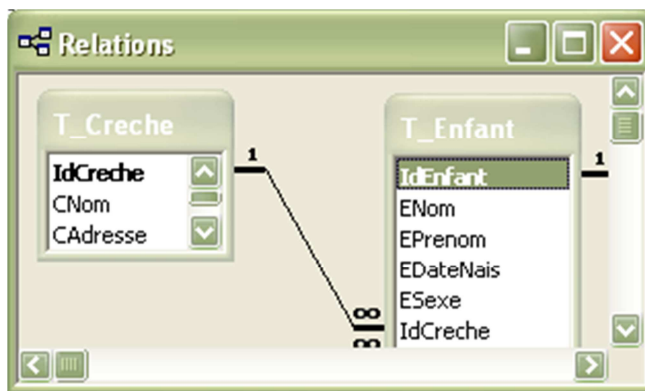 Relations
T_Creche
IdCreche
CNom
CAdresse
1
∞
∞
T_Enfant
IdEnfant
ENom
EPrenom
EDateNais
ESexe
IdCreche
1